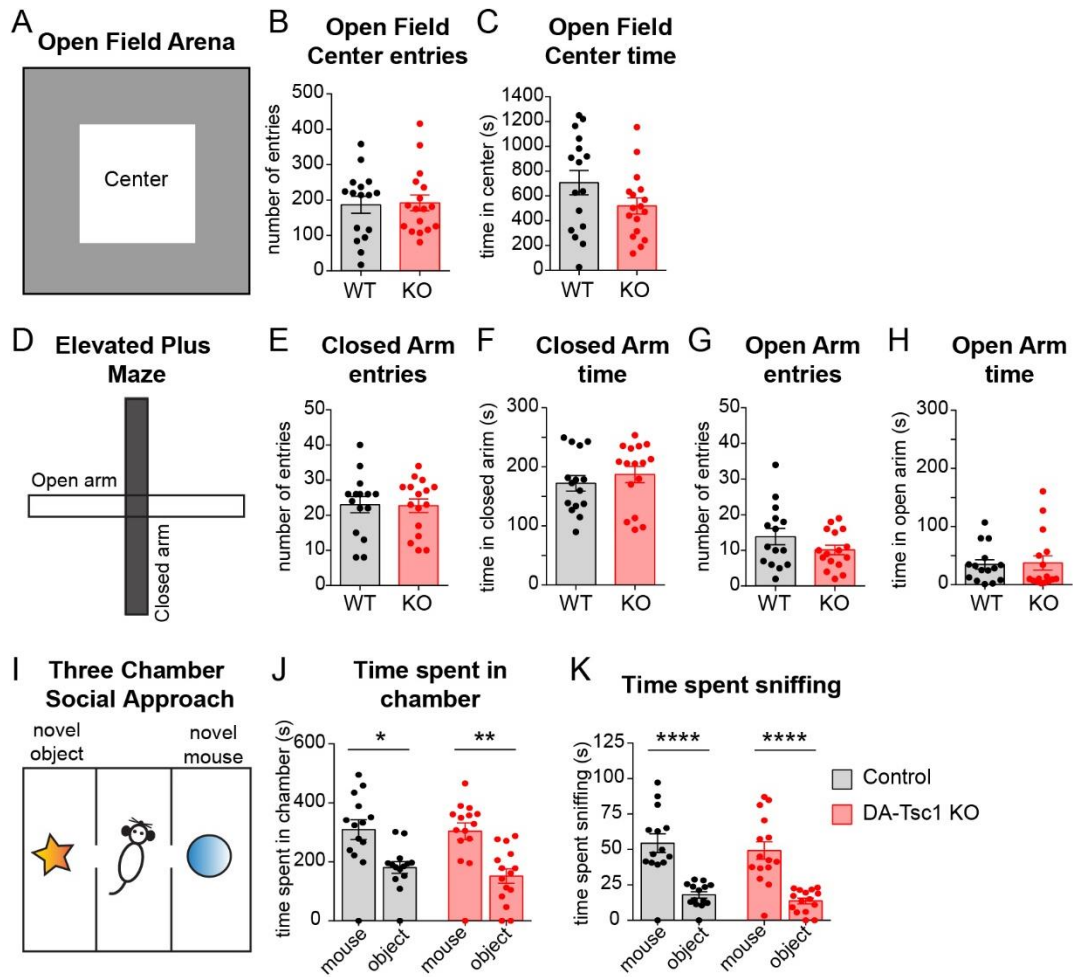 A
Open Field Arena
Center
B
Open Field
Center entries
number of entries
500
400
300
200
100
0
WT
KO
C
Open Field
Center time
time in center (s)
1400
1200
1000
800
600
400
200
0
WT
KO
D
Elevated Plus
Maze
Open arm
Closed arm
E
Closed Arm
entries
number of entries
50
40
30
20
10
0
WT
KO
F
Closed Arm
time
time in closed arim (s)
300
200
100
0
WT
KO
G
Open Arm
entries
number of entries
50
40
30
20
10
0
WT
KO
H
Open Arm
time
time in open arim (s)
300
200
100
0
WT
KO
I
Three Chamber
Social Approach
novel
object
novel
mouse
J
Time spent in
chamber
time spent in chamber (s)
600
400
200
0
*
**
mouse
object
mouse
object
K
Time spent sniffing
time spent sniffing (s)
125
100
75
50
25
0
****
****
mouse
object
mouse
object
Control
DA-Tsc1 KO